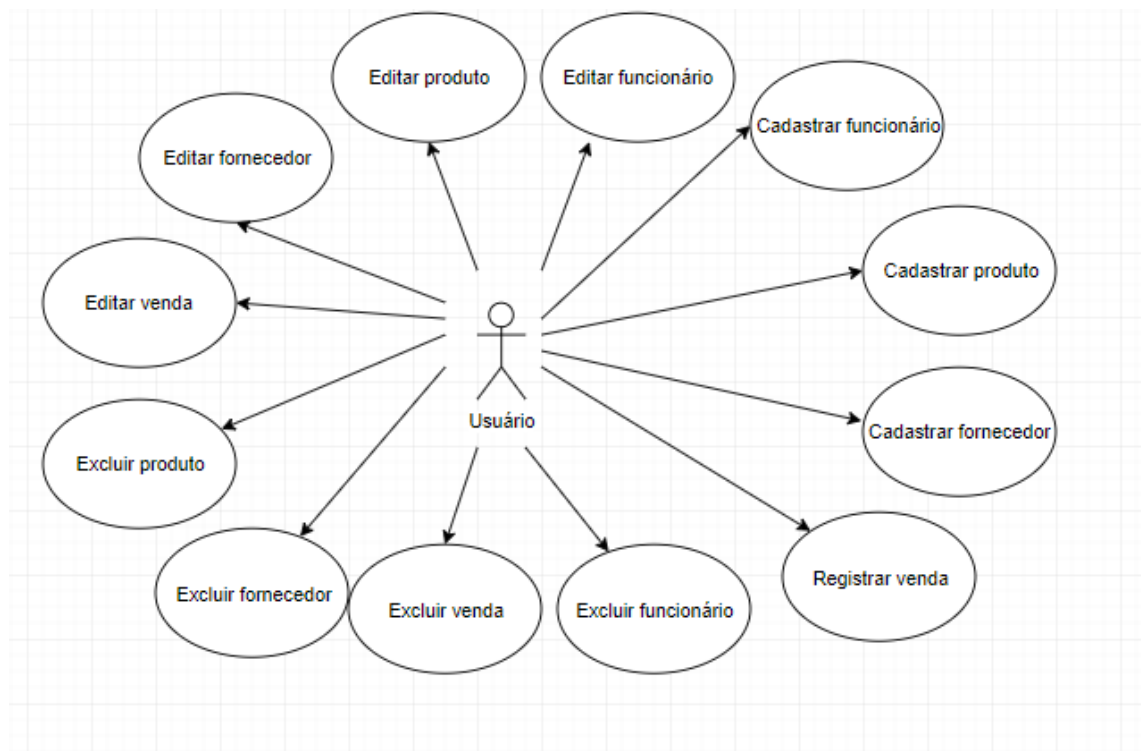 Editar produto
Editar funcionário
Cadastrar funcionário
Editar fornecedor
Cadastrar produto
Editar venda
Usuário
Cadastrar fornecedor
Excluir produto
Registrar venda
Excluir fornecedor
Excluir venda
Excluir funcionário